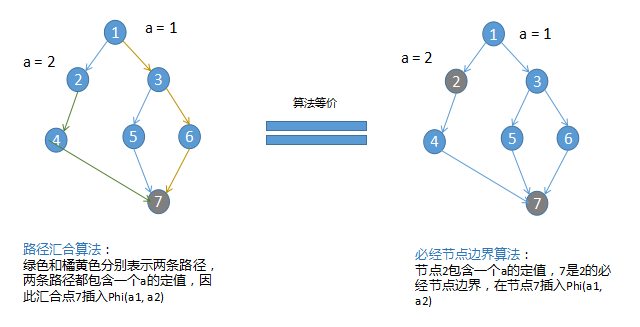 a = 1
1
a = 2
2
3
4
5
6
7
路径汇合算法：
绿色和橘黄色分别表示两条路径，
两条路径都包含一个a的定值，因
此汇合点7插入Phi(a1, a2)
算法等价
a = 1
1
a = 2
2
3
4
5
6
7
必经节点边界算法：
节点2包含一个a的定值，7是2的必
经节点边界，在节点7插入Phi(a1,
a2)